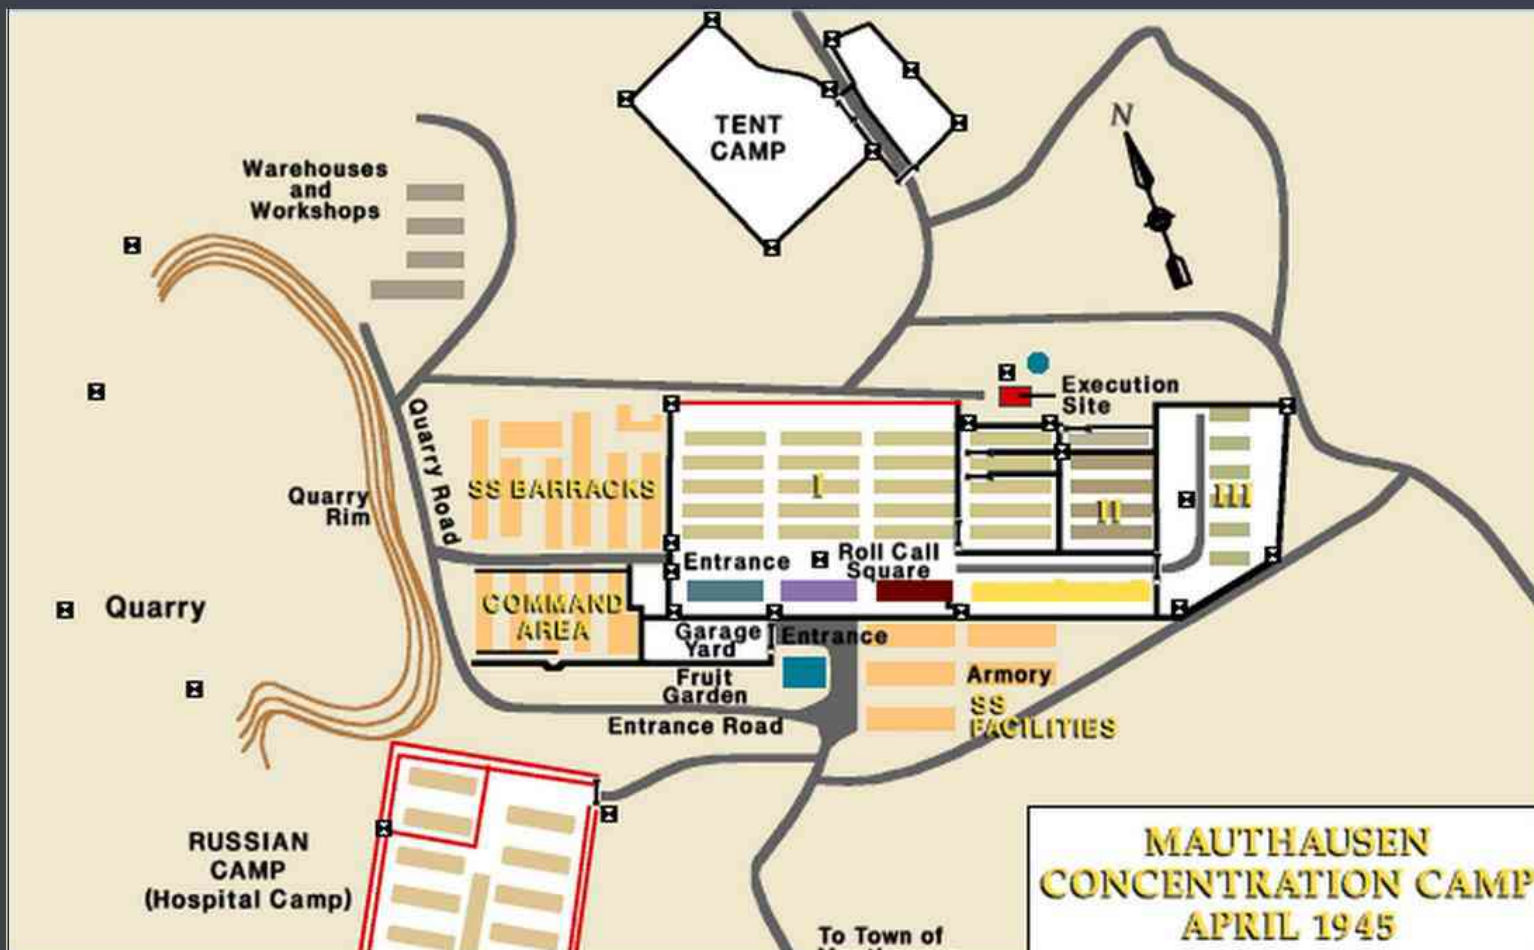 TENT
CAMP
N
Warehouses
and
Workshops
Execution
Site
Quarry Road
SS BARRACKS
I
II
III
Quarry
Rim
Entrance
Roll Call
Square
Quarry
COMMAND
AREA
Garage
Yard
Entrance
Fruit
Garden
Armory
SS
FACILITIES
Entrance Road
RUSSIAN
CAMP
(Hospital Camp)
MAUTHAUSEN
CONCENTRATION CAMP
APRIL 1945
To Town of